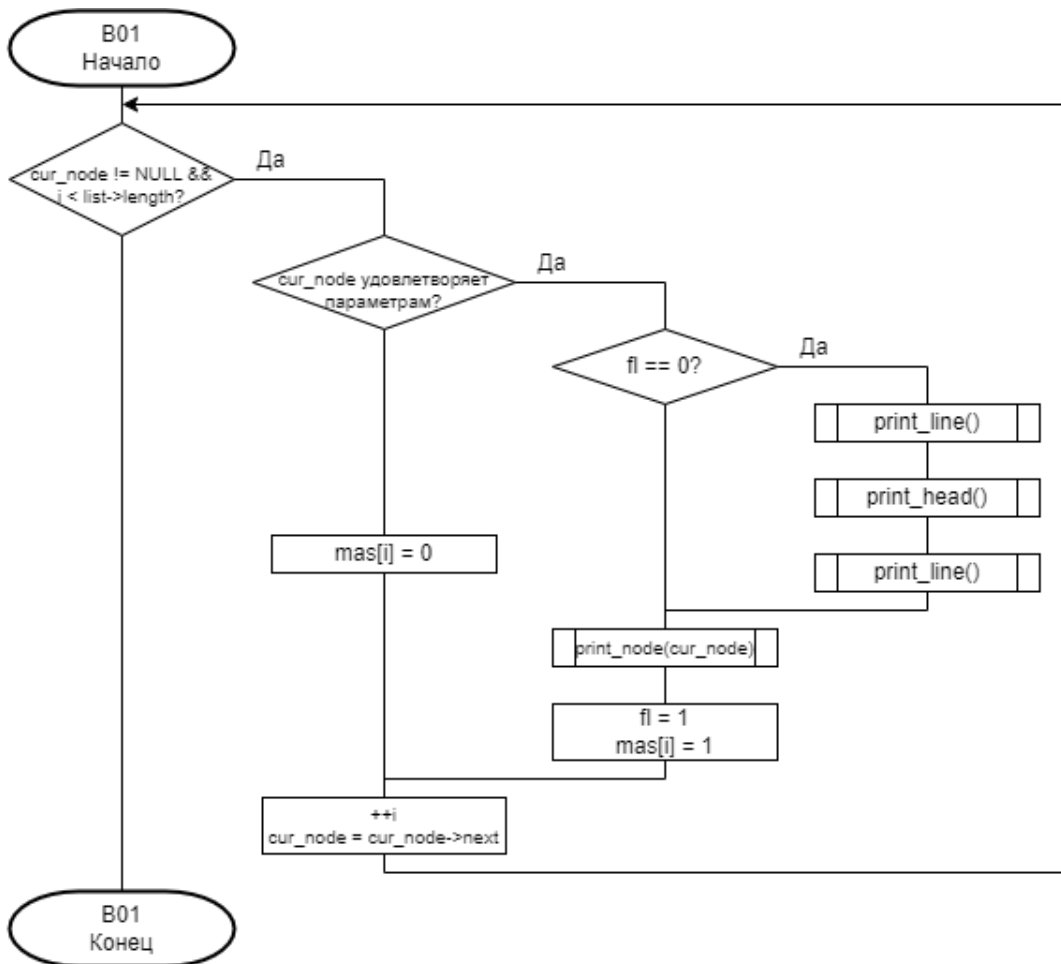 B01
Начало
Да
cur_node != NULL &&
i < list->length?
Да
cur_node удовлетворяет
параметрам?
Да
fl == 0?
print_line()
print_head()
mas[i] = 0
print_line()
print_node(cur_node)
fl = 1
mas[i] = 1
++i
cur_node = cur_node->next
B01
Конец